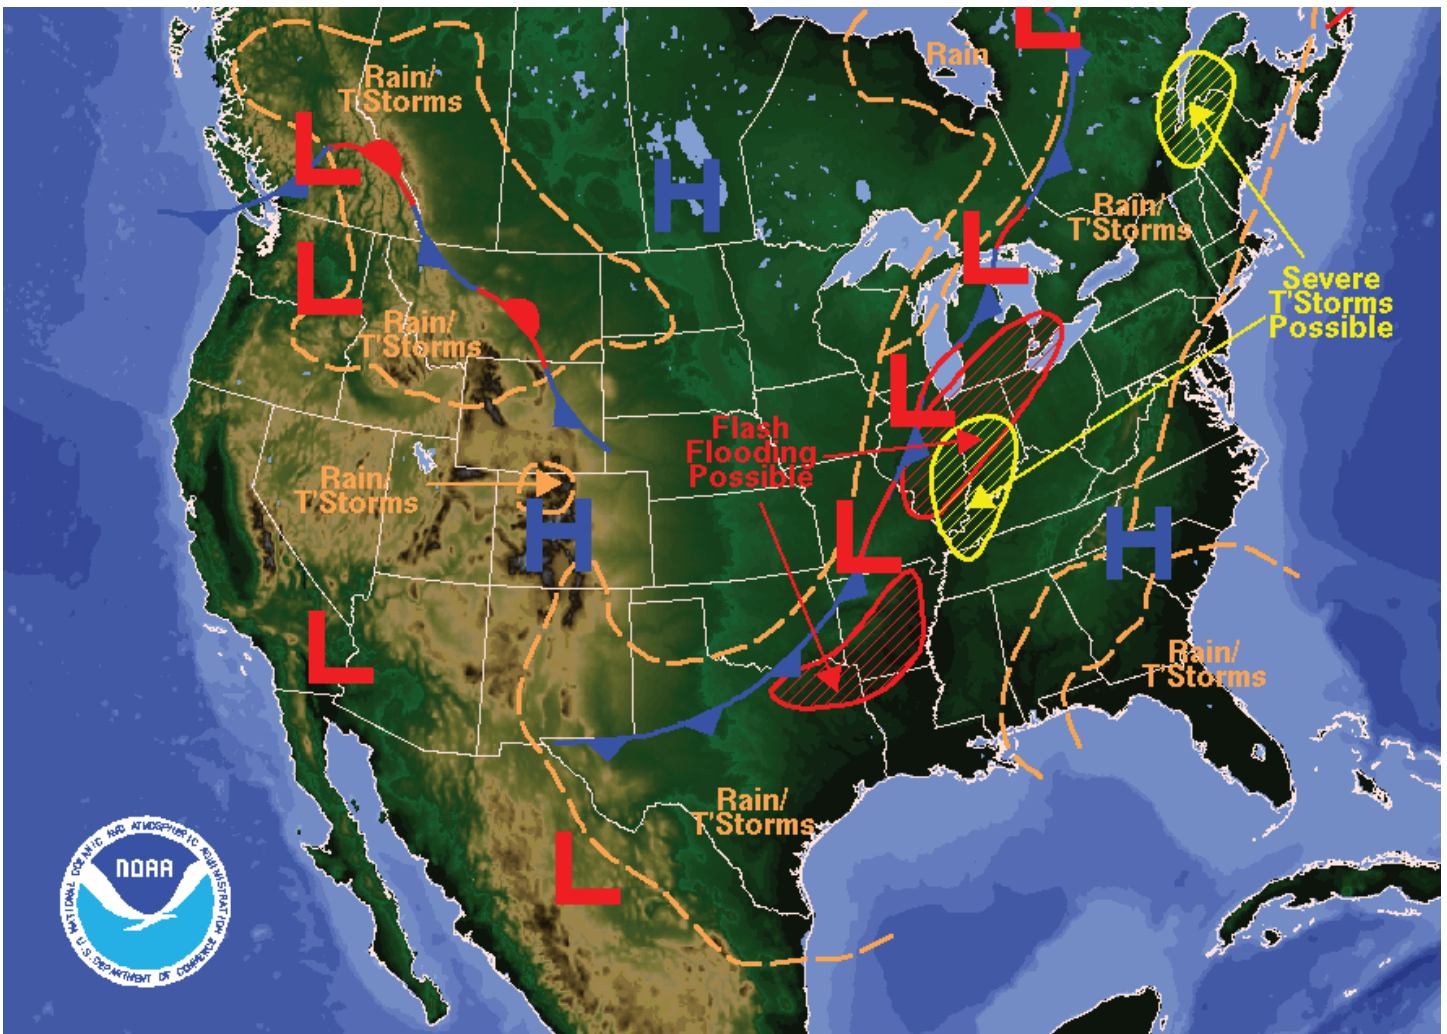 L
Rain
Rain/
T'Storms
L
H
Rain/
T'Storms
L
L
Severe
T'Storms
Possible
Rain/
T'Storms
L
Flash
Flooding
Possible
Rain/
T'Storms
H
L
H
L
Rain/
T'Storms
Rain/
T'Storms
L
NOAA
NATIONAL OCEANIC AND ATMOSPHERIC ADMINISTRATION
U.S. DEPARTMENT OF COMMERCE